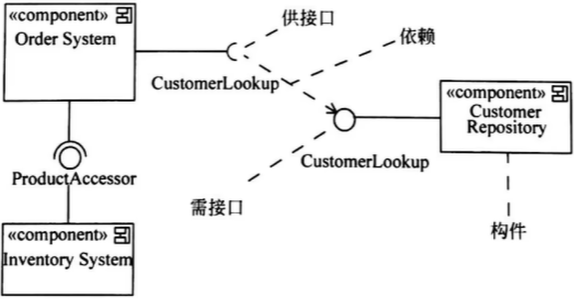 «component»
Order System
供接口
依赖
CustomerLookup
«component»
Customer
Repository
CustomerLookup
ProductAccessor
需接口
构件
«component»
Inventory System